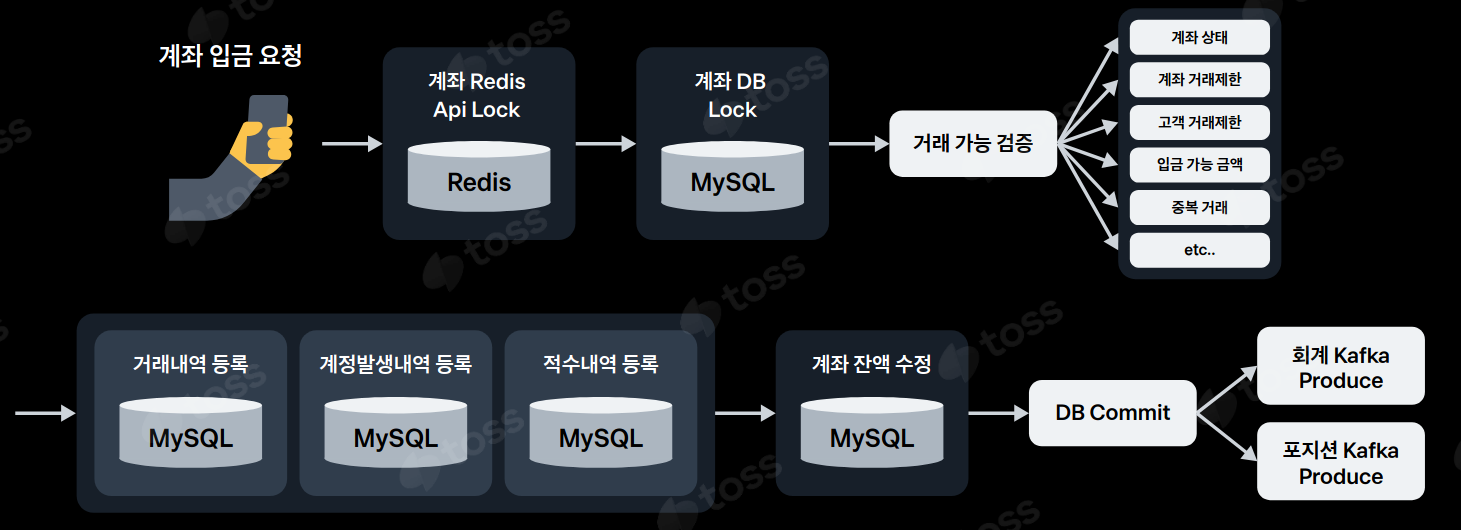 계좌 입금 요청
계좌 Redis
Api Lock
Redis
계좌 DB
Lock
MySQL
거래 가능 검증
계좌 상태
계좌 거래제한
고객 거래제한
입금 가능 금액
중복 거래
etc..
거래내역 등록
MySQL
계정발생내역 등록
MySQL
적수내역 등록
MySQL
계좌 잔액 수정
MySQL
DB Commit
회계 Kafka
Produce
포지션 Kafka
Produce
toss
toss
toss
toss
toss
toss
toss
toss
toss
toss
toss
toss